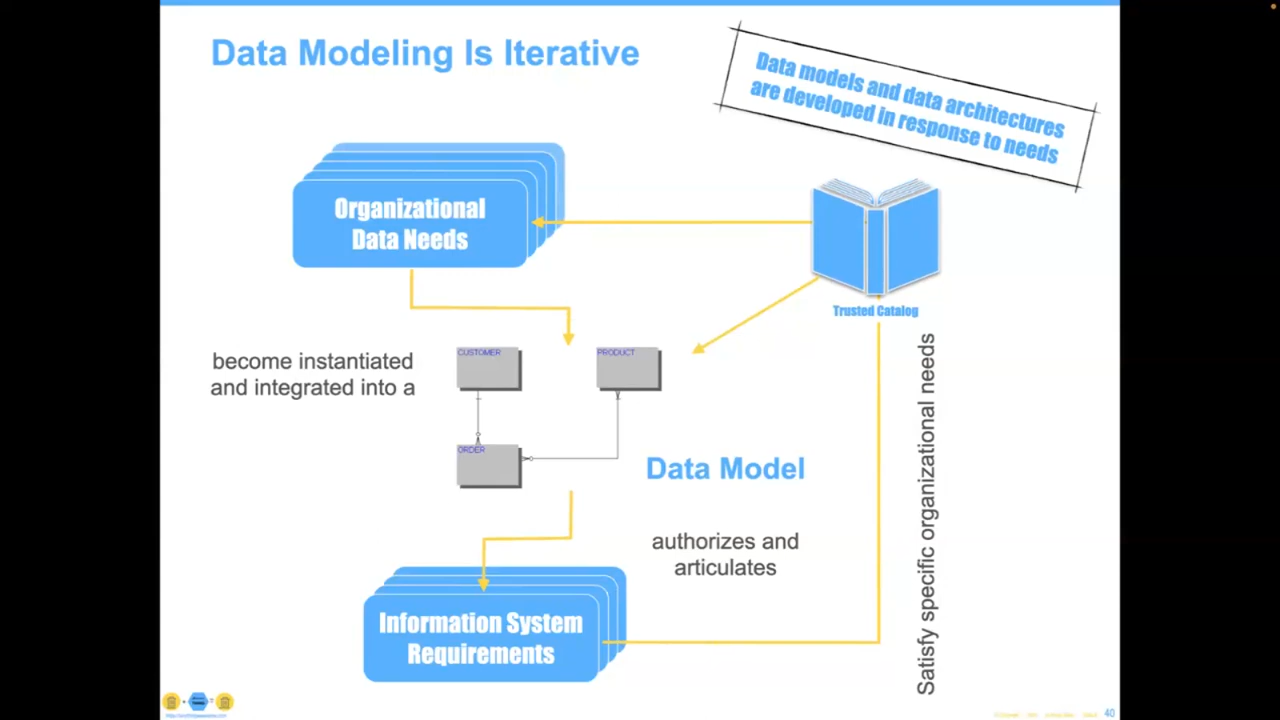 Data Modeling Is Iterative
Data models and data architectures
are developed in response to needs
Organizational
Data Needs
Trusted Catalog
become instantiated
and integrated into a
CUSTOMER
PRODUCT
ORDER
Data Model
authorizes and
articulates
Satisfy specific organizational needs
Information System
Requirements
40